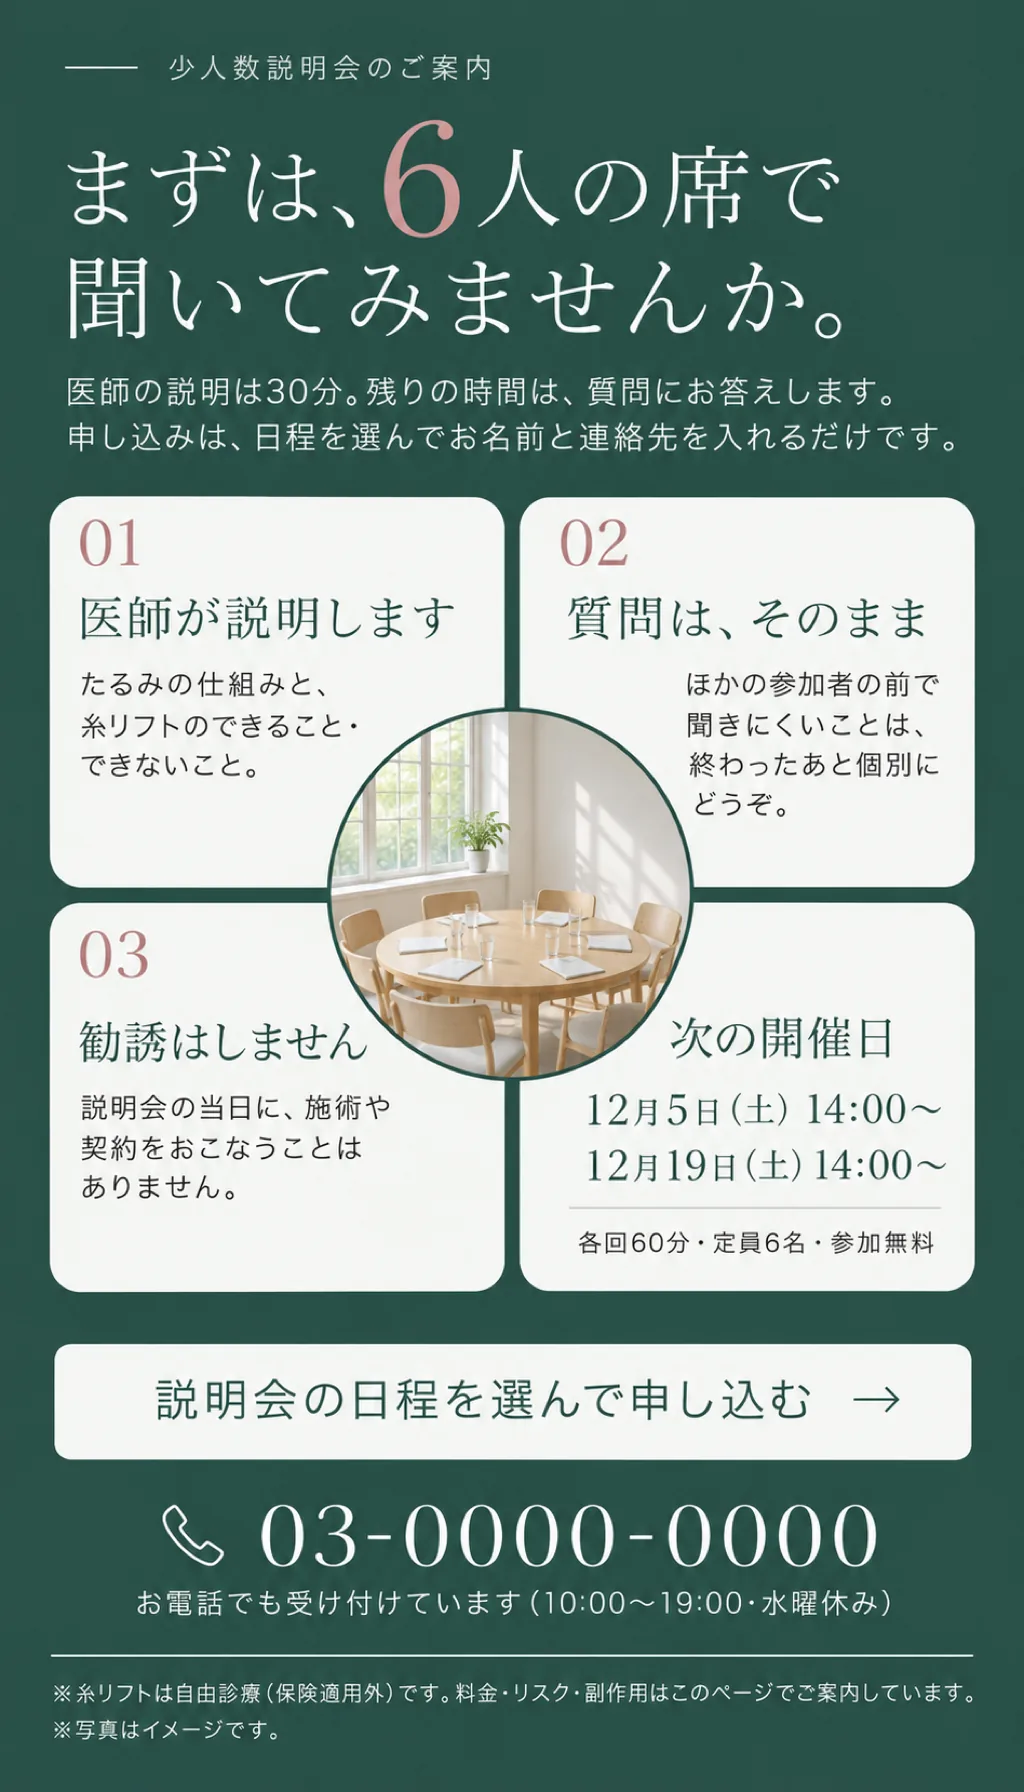 少人数説明会のご案内
まずは、6人の席で
聞いてみませんか。
医師の説明は30分。残りの時間は、質問にお答えします。
申し込みは、日程を選んでお名前と連絡先を入れるだけです。
01
医師が説明します
たるみの仕組みと、
糸リフトのできること・
できないこと。
02
質問は、そのまま
ほかの参加者の前で
聞きにくいことは、
終わったあと個別に
どうぞ。
03
勧誘はしません
説明会の当日に、施術や
契約をおこなうことは
ありません。
次の開催日
12月5日(土) 14:00〜
12月19日(土) 14:00〜
各回60分・定員6名・参加無料
説明会の日程を選んで申し込む →
03-0000-0000
お電話でも受け付けています(10:00〜19:00・水曜休み)
※糸リフトは自由診療(保険適用外)です。料金・リスク・副作用はこのページでご案内しています。
※写真はイメージです。